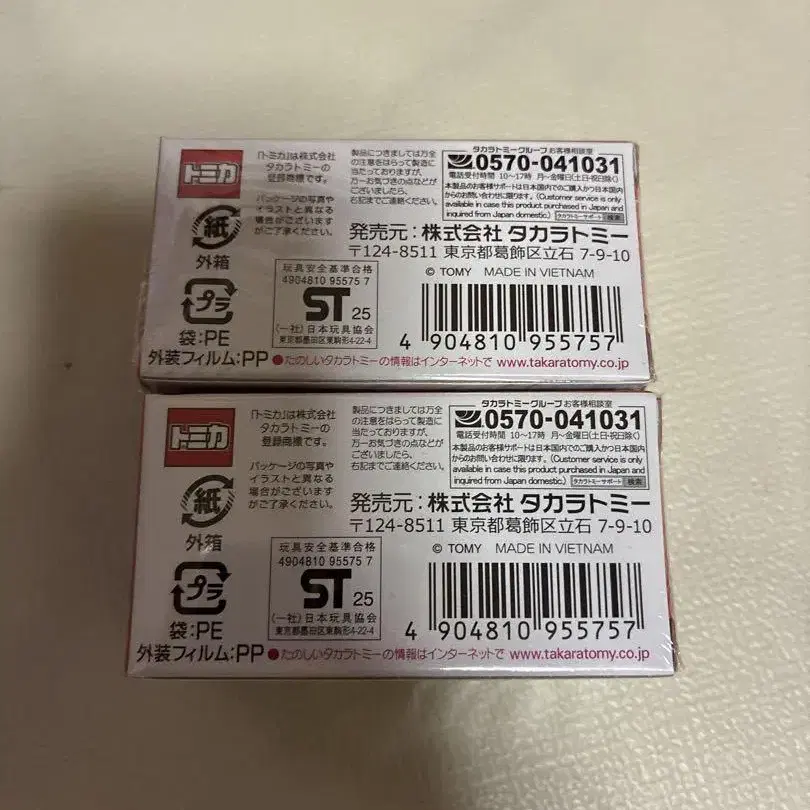 トミカ
「トミカ」は株式会社
タカラトミーの
登録商標です。
パッケージの写真や
イラストと異なる
場合がございます
がご了承ください。
製品につきましては万全
の注意をはらって製造に
当たっておりますが、
万一お気づきの点などが
ございましたら、
右記までご連絡ください。
タカラトミーグループ お客様相談室
0570-041031
電話受付時間 10~17時 月~金曜日(土日・祝日除く)
本製品のお客様サポートは日本国内でのご購入かつ日本国内
からのお問い合わせに限ります。(Customer service is only
available in case this product purchased in Japan and
inquired from Japan domestic.) タカラトミーサポート 検索
発売元:株式会社 タカラトミー
〒124-8511 東京都葛飾区立石 7-9-10
© TOMY MADE IN VIETNAM
紙
外箱
プラ
袋:PE
外装フィルム:PP
玩具安全基準合格
4904810 95575 7
ST 25
(一社)日本玩具協会
東京都墨田区東駒形4-22-4
4 904810 955757
●たのしいタカラトミーの情報はインターネットで www.takaratomy.co.jp
トミカ
「トミカ」は株式会社
タカラトミーの
登録商標です。
パッケージの写真や
イラストと異なる
場合がございます
がご了承ください。
製品につきましては万全
の注意をはらって製造に
当たっておりますが、
万一お気づきの点などが
ございましたら、
右記までご連絡ください。
タカラトミーグループ お客様相談室
0570-041031
電話受付時間 10~17時 月~金曜日(土日・祝日除く)
本製品のお客様サポートは日本国内でのご購入かつ日本国内
からのお問い合わせに限ります。(Customer service is only
available in case this product purchased in Japan and
inquired from Japan domestic.) タカラトミーサポート 検索
発売元:株式会社 タカラトミー
〒124-8511 東京都葛飾区立石 7-9-10
© TOMY MADE IN VIETNAM
紙
外箱
プラ
袋:PE
外装フィルム:PP
玩具安全基準合格
4904810 95575 7
ST 25
(一社)日本玩具協会
東京都墨田区東駒形4-22-4
4 904810 955757
●たのしいタカラトミーの情報はインターネットで www.takaratomy.co.jp